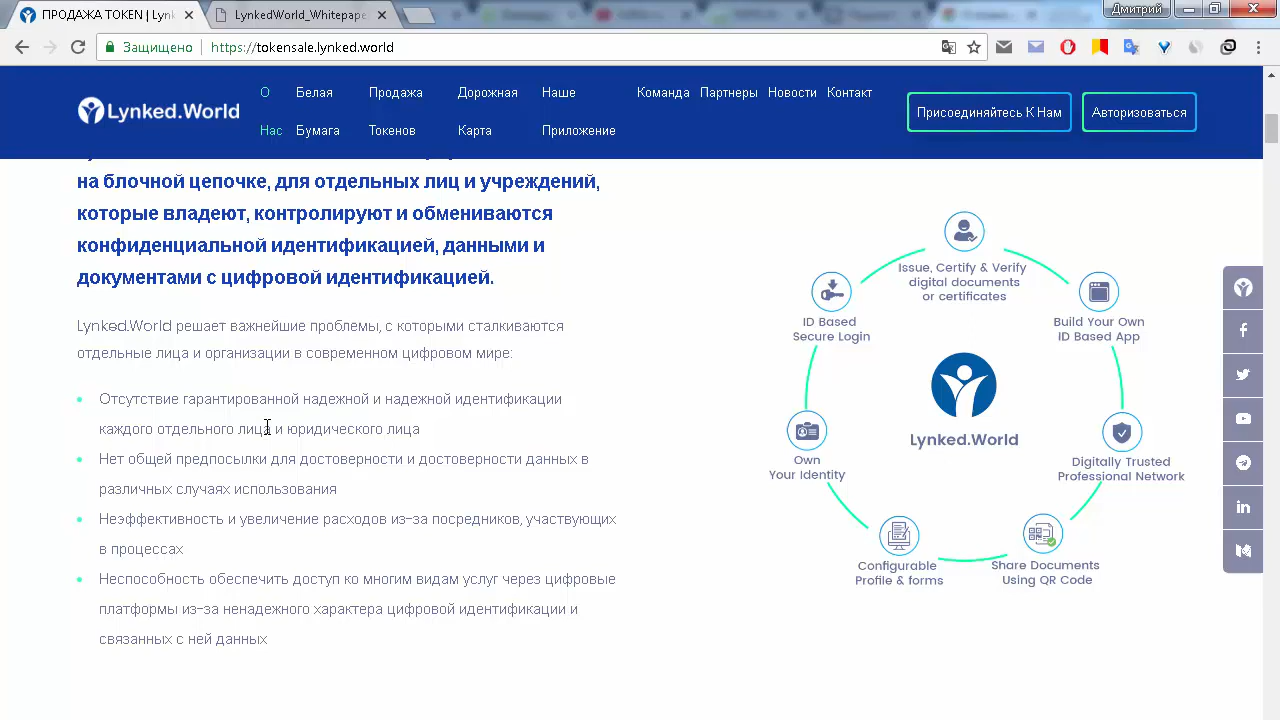 ПРОДАЖА TOKEN | Lyn
LynkedWorld_Whitepape
Дмитрий
Защищено
https://tokensale.lynked.world
Lynked.World
О Нас
Белая Бумага
Продажа Токенов
Дорожная Карта
Наше Приложение
Команда
Партнеры
Новости
Контакт
Присоединяйтесь К Нам
Авторизоваться
на блочной цепочке, для отдельных лиц и учреждений,
которые владеют, контролируют и обмениваются
конфиденциальной идентификацией, данными и
документами с цифровой идентификацией.
Lynked.World решает важнейшие проблемы, с которыми сталкиваются
отдельные лица и организации в современном цифровом мире:
Отсутствие гарантированной надежной и надежной идентификации
каждого отдельного лица и юридического лица
Нет общей предпосылки для достоверности и достоверности данных в
различных случаях использования
Неэффективность и увеличение расходов из-за посредников, участвующих
в процессах
Неспособность обеспечить доступ ко многим видам услуг через цифровые
платформы из-за ненадежного характера цифровой идентификации и
связанных с ней данных
Issue, Certify & Verify
digital documents
or certificates
ID Based
Secure Login
Build Your Own
ID Based App
Lynked.World
Own
Your Identity
Digitally Trusted
Professional Network
Configurable
Profile & forms
Share Documents
Using QR Code